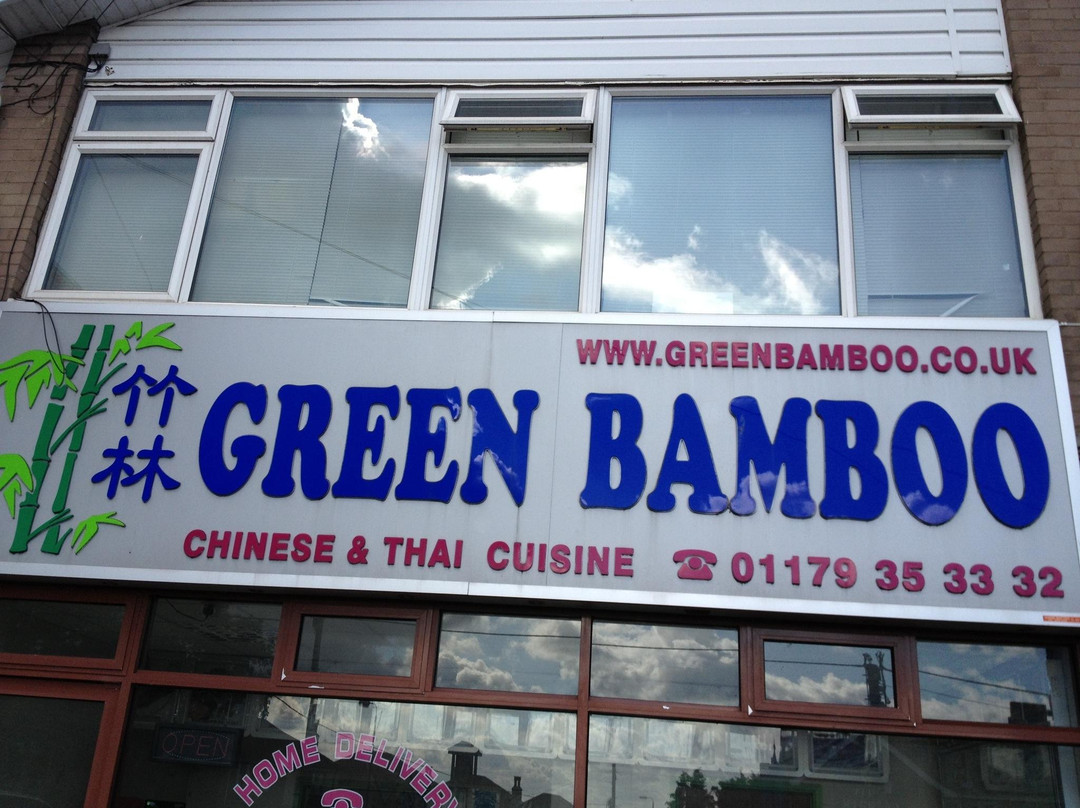 WWW.GREENBAMBOO.CO.UK
竹林
GREEN BAMBOO
CHINESE & THAI CUISINE ☎ 01179 35 33 32
OPEN
HOME DELIVERY